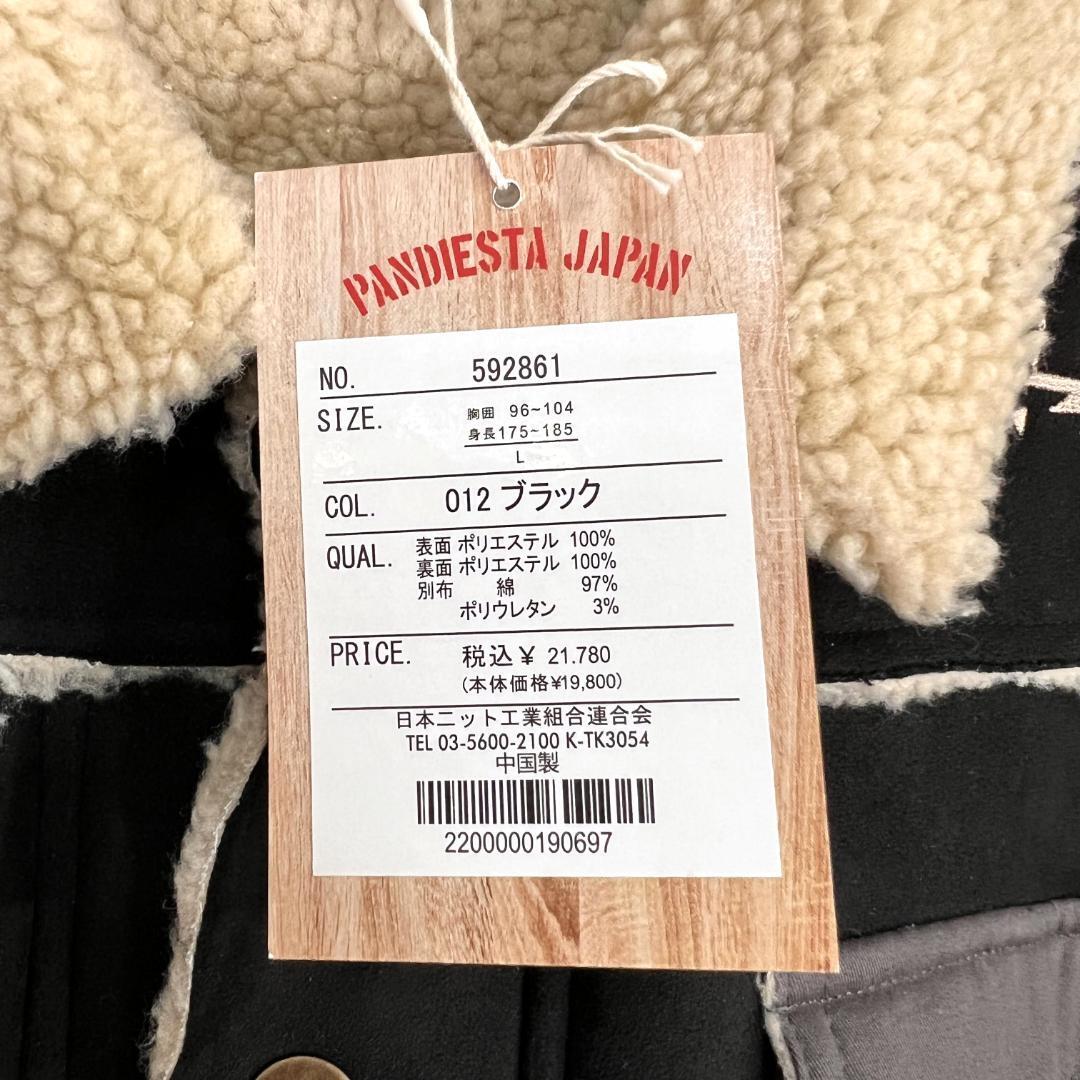 PANDIESTA JAPAN
NO. 592861
SIZE. 胸囲 96~104
身長175~185
L
COL. 012 ブラック
QUAL. 表面 ポリエステル 100%
裏面 ポリエステル 100%
別布 綿 97%
ポリウレタン 3%
PRICE. 税込¥ 21.780
(本体価格¥19,800)
日本ニット工業組合連合会
TEL 03-5600-2100 K-TK3054
中国製
2200000190697